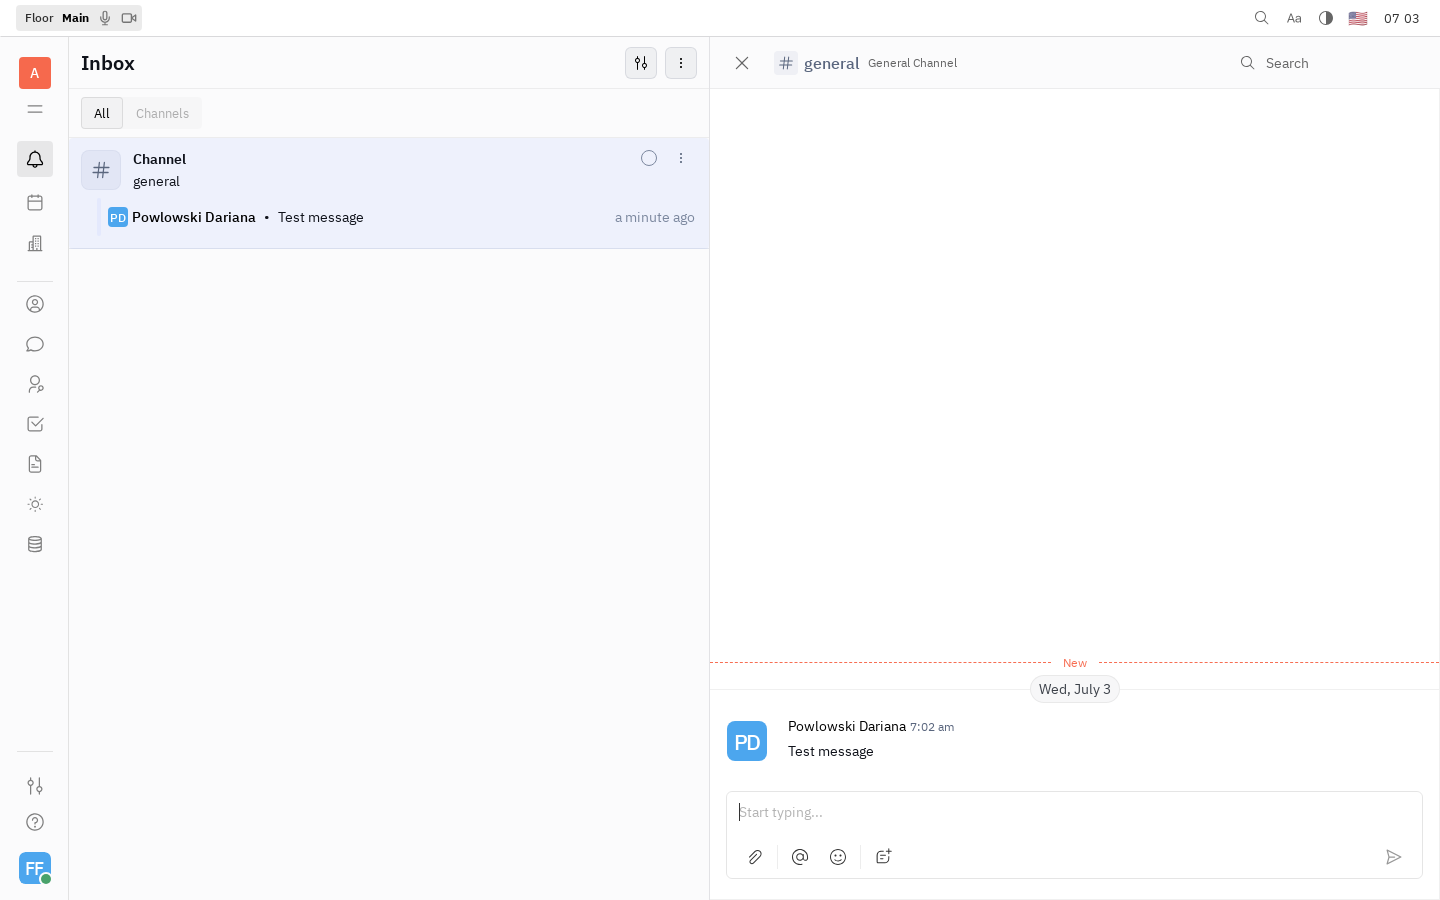 Floor Main
Aa
07 03
A
Inbox
general General Channel
Search
All
Channels
Channel
general
PD Powlowski Dariana • Test message
a minute ago
New
Wed, July 3
PD
Powlowski Dariana 7:02 am
Test message
Start typing...
FF